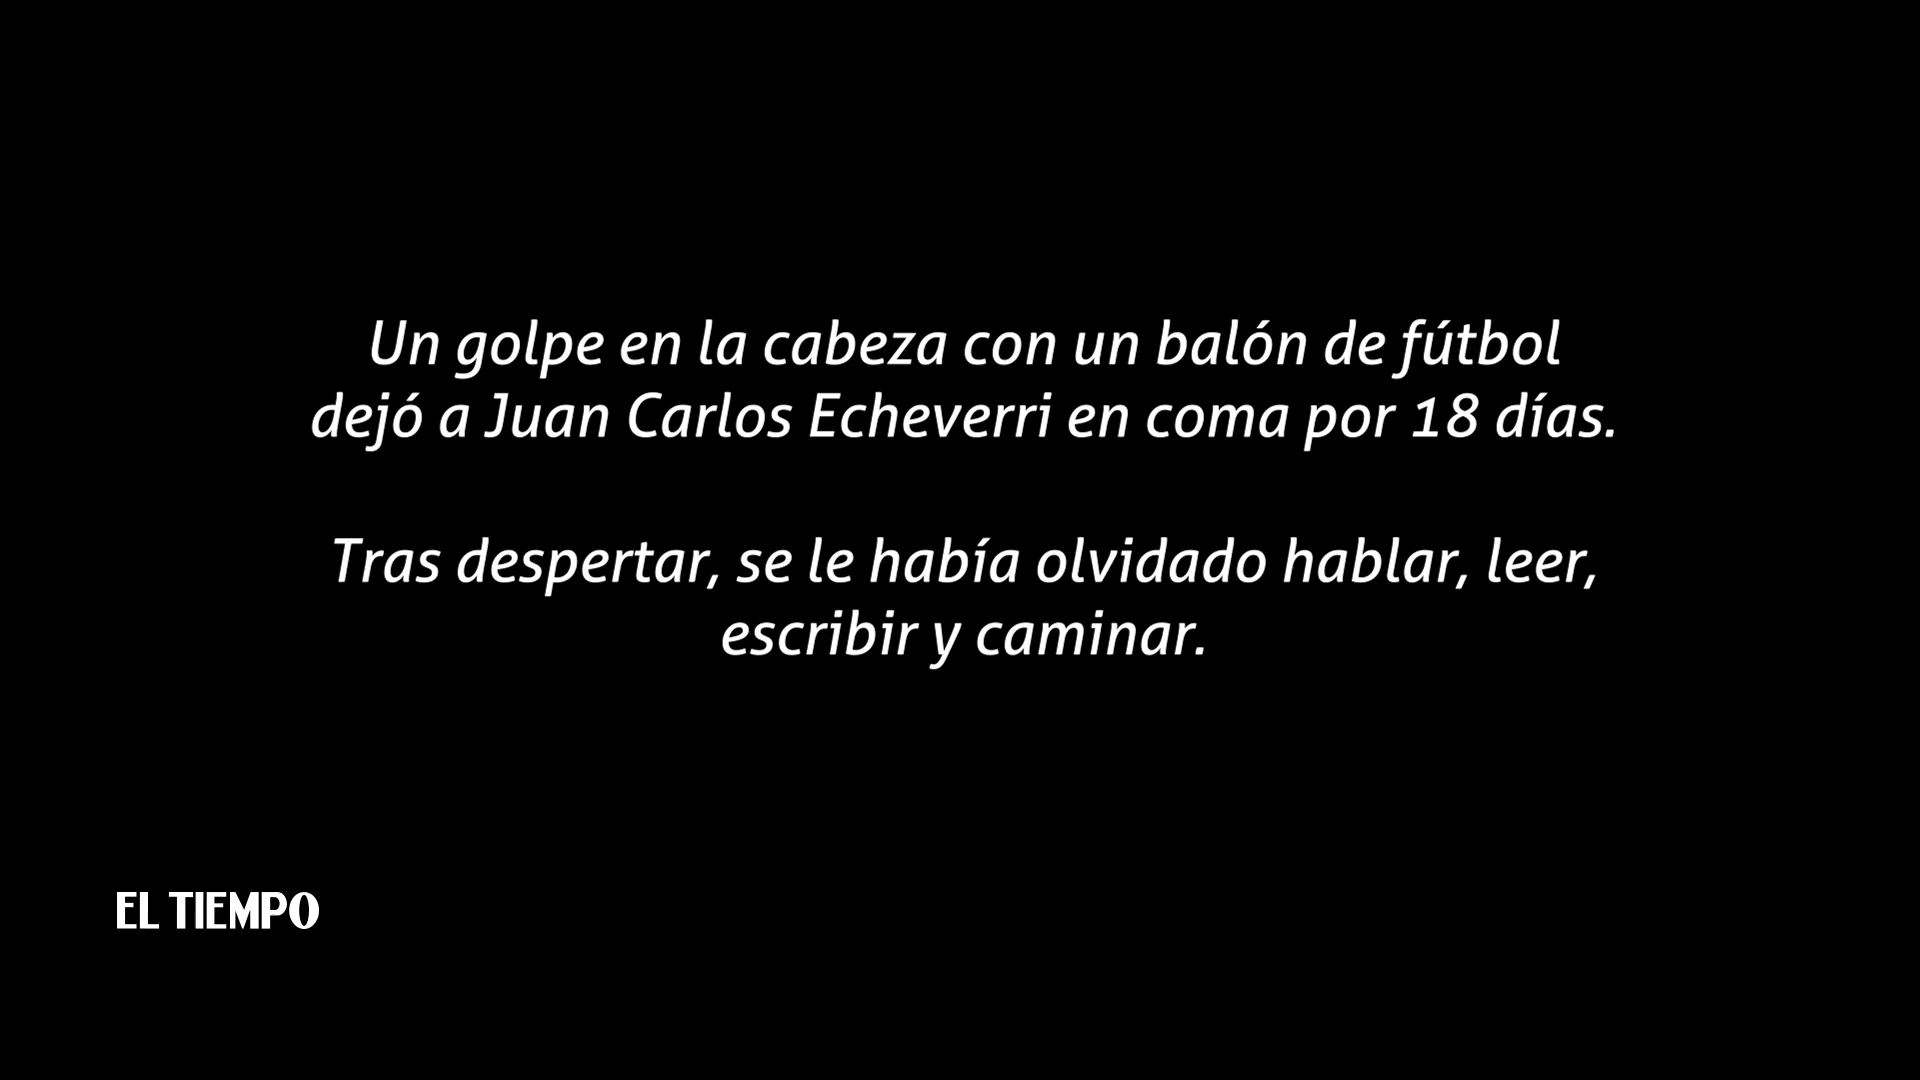 Un golpe en la cabeza con un balón de fútbol
dejó a Juan Carlos Echeverri en coma por 18 días.
Tras despertar, se le había olvidado hablar, leer,
escribir y caminar.
EL TIEMPO